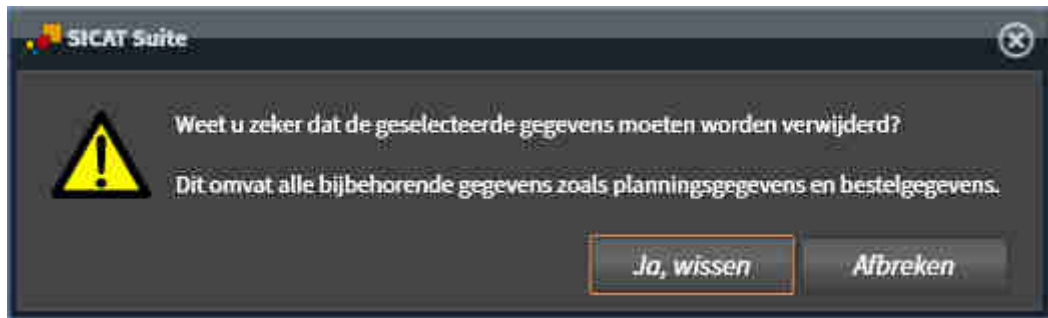 SICAT Suite
Weet u zeker dat de geselecteerde gegevens moeten worden verwijderd?
Dit omvat alle bijbehorende gegevens zoals planningsgegevens en bestelgegevens.
Ja, wissen Afbreken